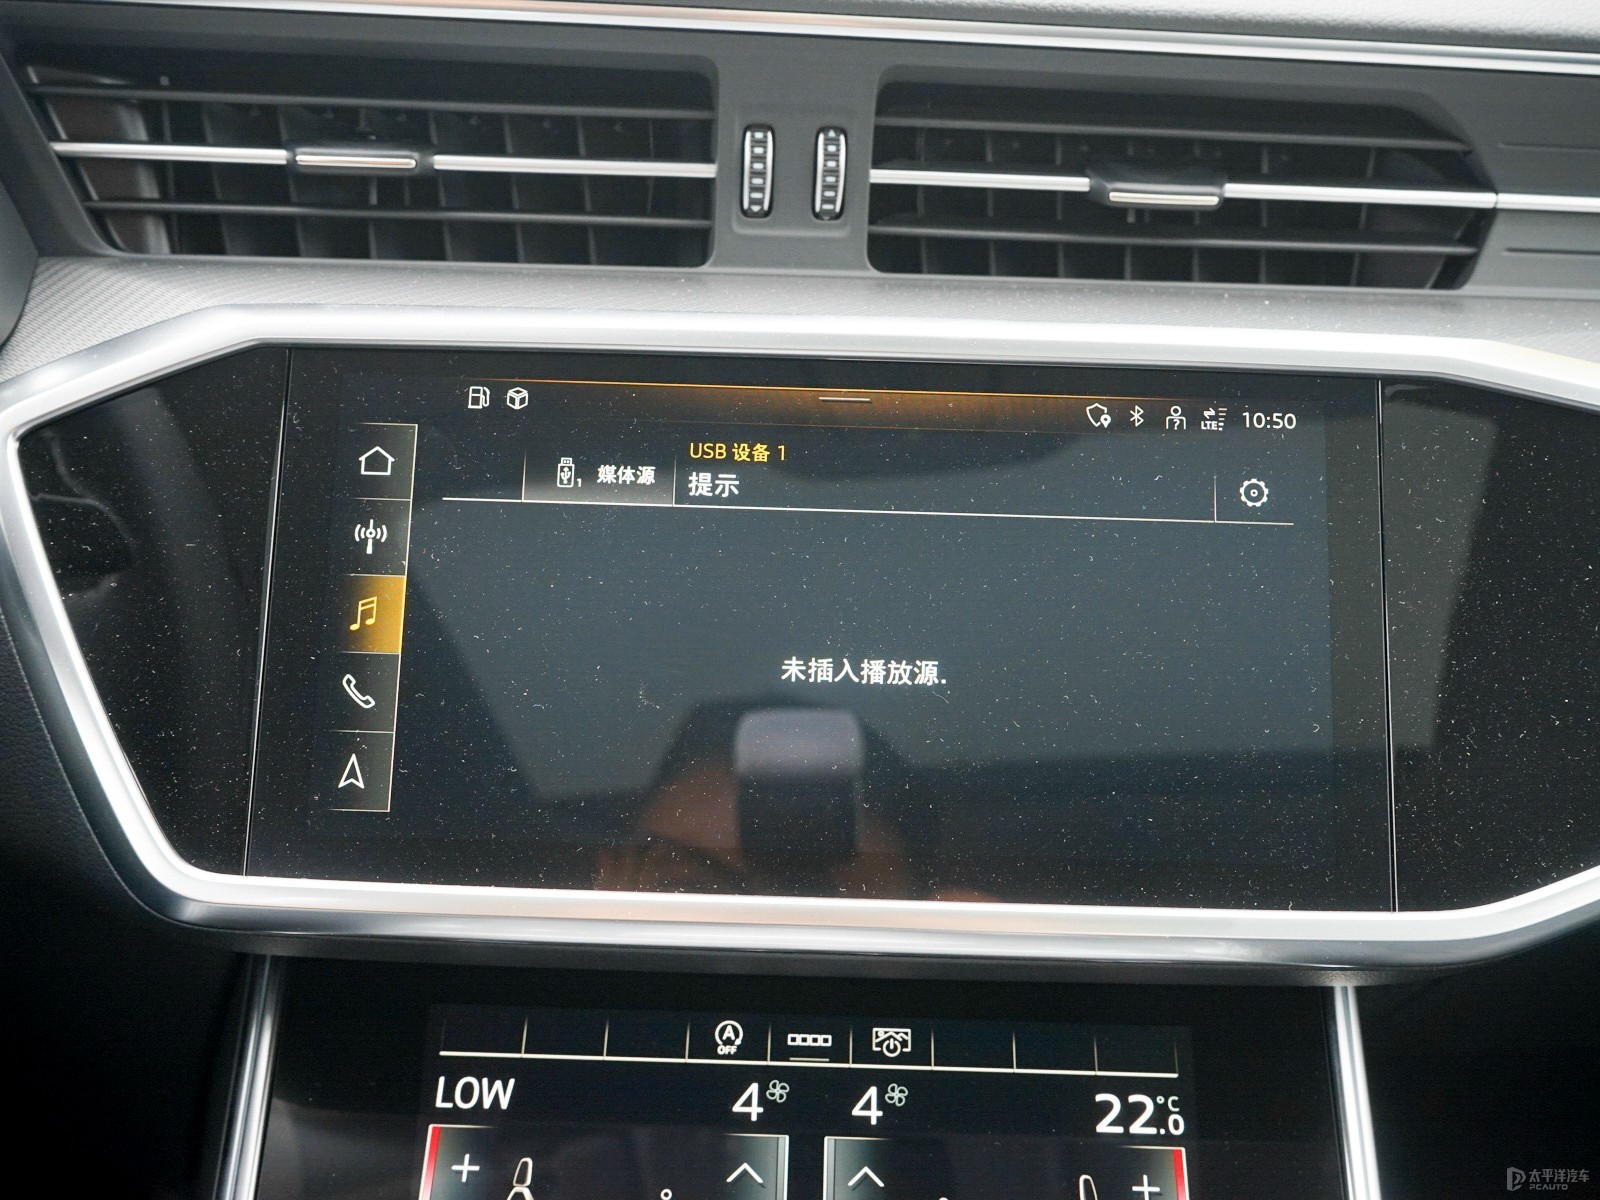 LTE 10:50
USB 设备 1
1 媒体源
提示
?
未插入播放源.
A
OFF
LOW 4 4 22.0 °C
太平洋汽车
PCAUTO